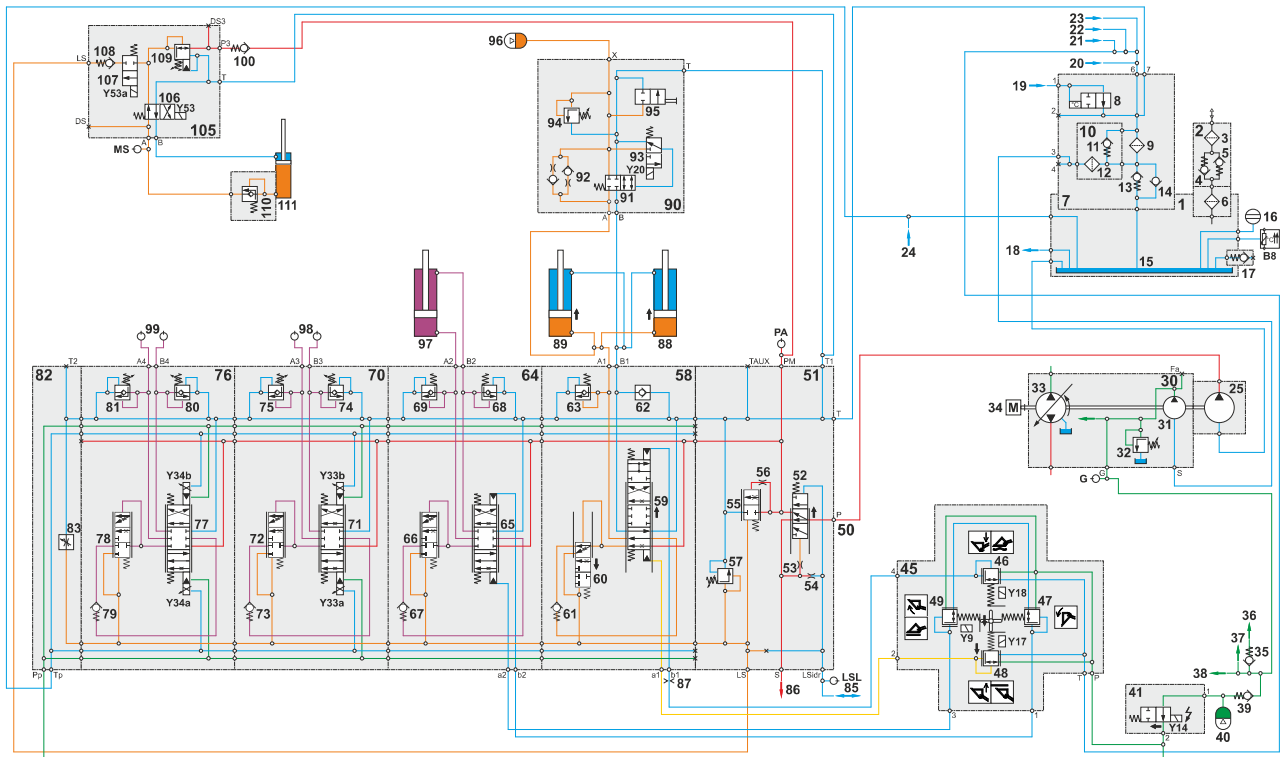 DS3
P3
108
109
LS
100
107
Y53a
T
106
Y53
105
DS
A
B
MS
110
111
96
X
T
95
94
93
92
Y20
91
90
A
B
23
22
21
20
6
7
19
1
8
°C
2
10
11
9
3
4
12
13
14
7
1
2
3
5
4
6
16
B8
18
15
17
24
97
89
88
99
98
PA
82
T2
A4
B4
76
A3
B3
70
A2
B2
64
A1
B1
58
TAUX
PM
T1
51
81
80
75
74
69
68
63
62
T
Y34b
Y33b
83
78
77
72
71
66
65
59
60
56
55
52
P
50
53
54
57
79
Y34a
73
Y33a
67
61
Pp
Tp
a2
b2
a1
b1
87
LS
S
86
LSidr
LSL
85
33
Fa
30
25
34
M
31
32
G
G
S
45
46
4
Y18
49
47
Y9
Y17
2
48
T
P
3
1
36
37
35
38
41
1
39
Y14
40
2